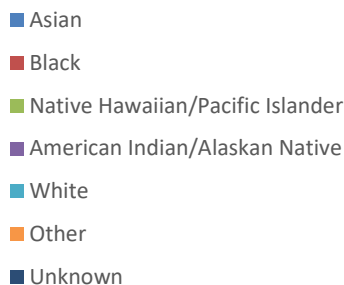 Asian
Black
Native Hawaiian/Pacific Islander
American Indian/Alaskan Native
White
Other
Unknown